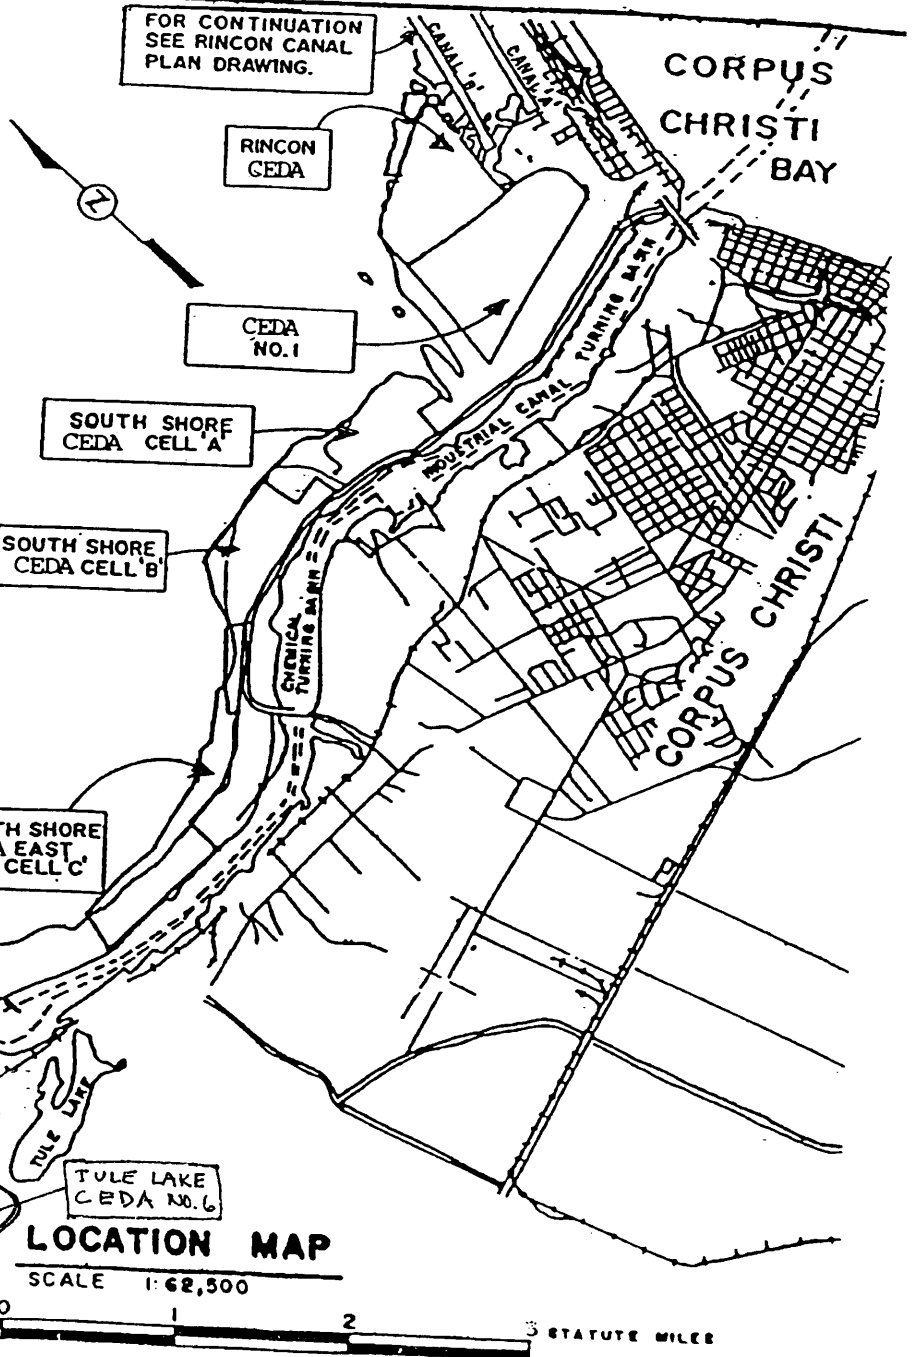 FOR CONTINUATION
SEE RINCON CANAL
PLAN DRAWING.
CANAL 'B'
CANAL 'A'
CORPUS
CHRISTI
BAY
RINCON
CEDA
N
CEDA
NO. 1
TURNING BASIN
INDUSTRIAL CANAL
SOUTH SHORE
CEDA CELL 'A'
SOUTH SHORE
CEDA CELL 'B'
CHEMICAL
TURNING BASIN
CORPUS CHRISTI
TH SHORE
A EAST
CELL 'C'
TULE LAKE
TULE LAKE
CEDA NO. 6
LOCATION MAP
SCALE 1:62,500
0 1 2 3 STATUTE MILES